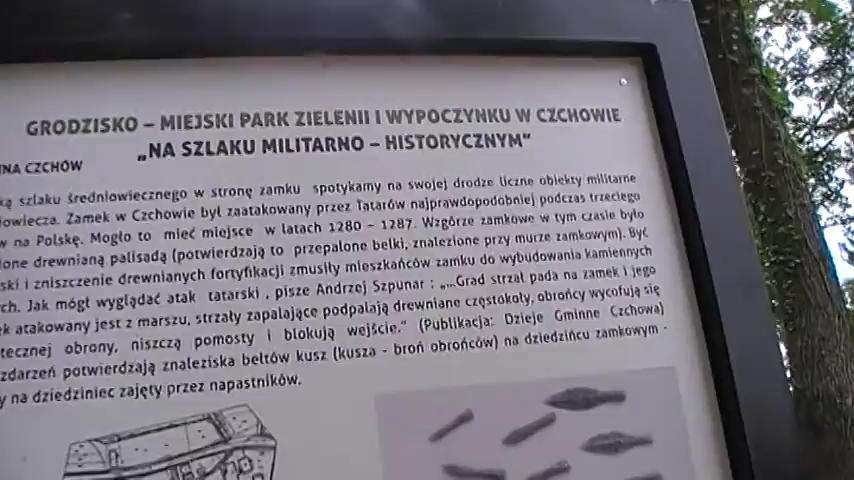 GRODZISKO – MIEJSKI PARK ZIELENII I WYPOCZYNKU W CZCHOWIE
„NA SZLAKU MILITARNO – HISTORYCZNYM”
CZCHÓW
szlaku średniowiecznego w stronę zamku spotykamy na swojej drodze liczne obiekty militarne
Zamek w Czchowie był zaatakowany przez Tatarów najprawdopodobniej podczas trzeciego
na Polskę. Mogło to mieć miejsce w latach 1280 – 1287. Wzgórze zamkowe w tym czasie było
drewnianą palisadą (potwierdzają to przepalone belki, znalezione przy murze zamkowym). Być
i zniszczenie drewnianych fortyfikacji zmusiły mieszkańców zamku do wybudowania kamiennych
Jak mógł wyglądać atak tatarski , pisze Andrzej Szpunar : „...Grad strzał pada na zamek i jego
atakowany jest z marszu, strzały zapalające podpalają drewniane częstokoły, obrońcy wycofują się
obrony, niszczą pomosty i blokują wejście.” (Publikacja: Dzieje Gminne Czchowa)
zdarzeń potwierdzają znaleziska bełtów kusz (kusza - broń obrońców) na dziedzińcu zamkowym -
na dziedziniec zajęty przez napastników.